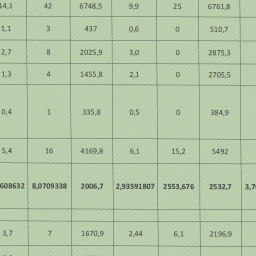 14,1 42 6748,5 9,9 25 6761,8
1,1 3 437 0,6 0 510,7
2,7 8 2025,9 3,0 0 2875,3
1,3 4 1455,8 2,1 0 2705,5
0,4 1 335,8 0,5 0 384,9
5,4 16 4169,8 6,1 15,2 5492
608632 8,0709338 2006,7 2,93591807 2553,676 2532,7 3,70
3,7 7 1670,9 2,44 6,1 2196,9